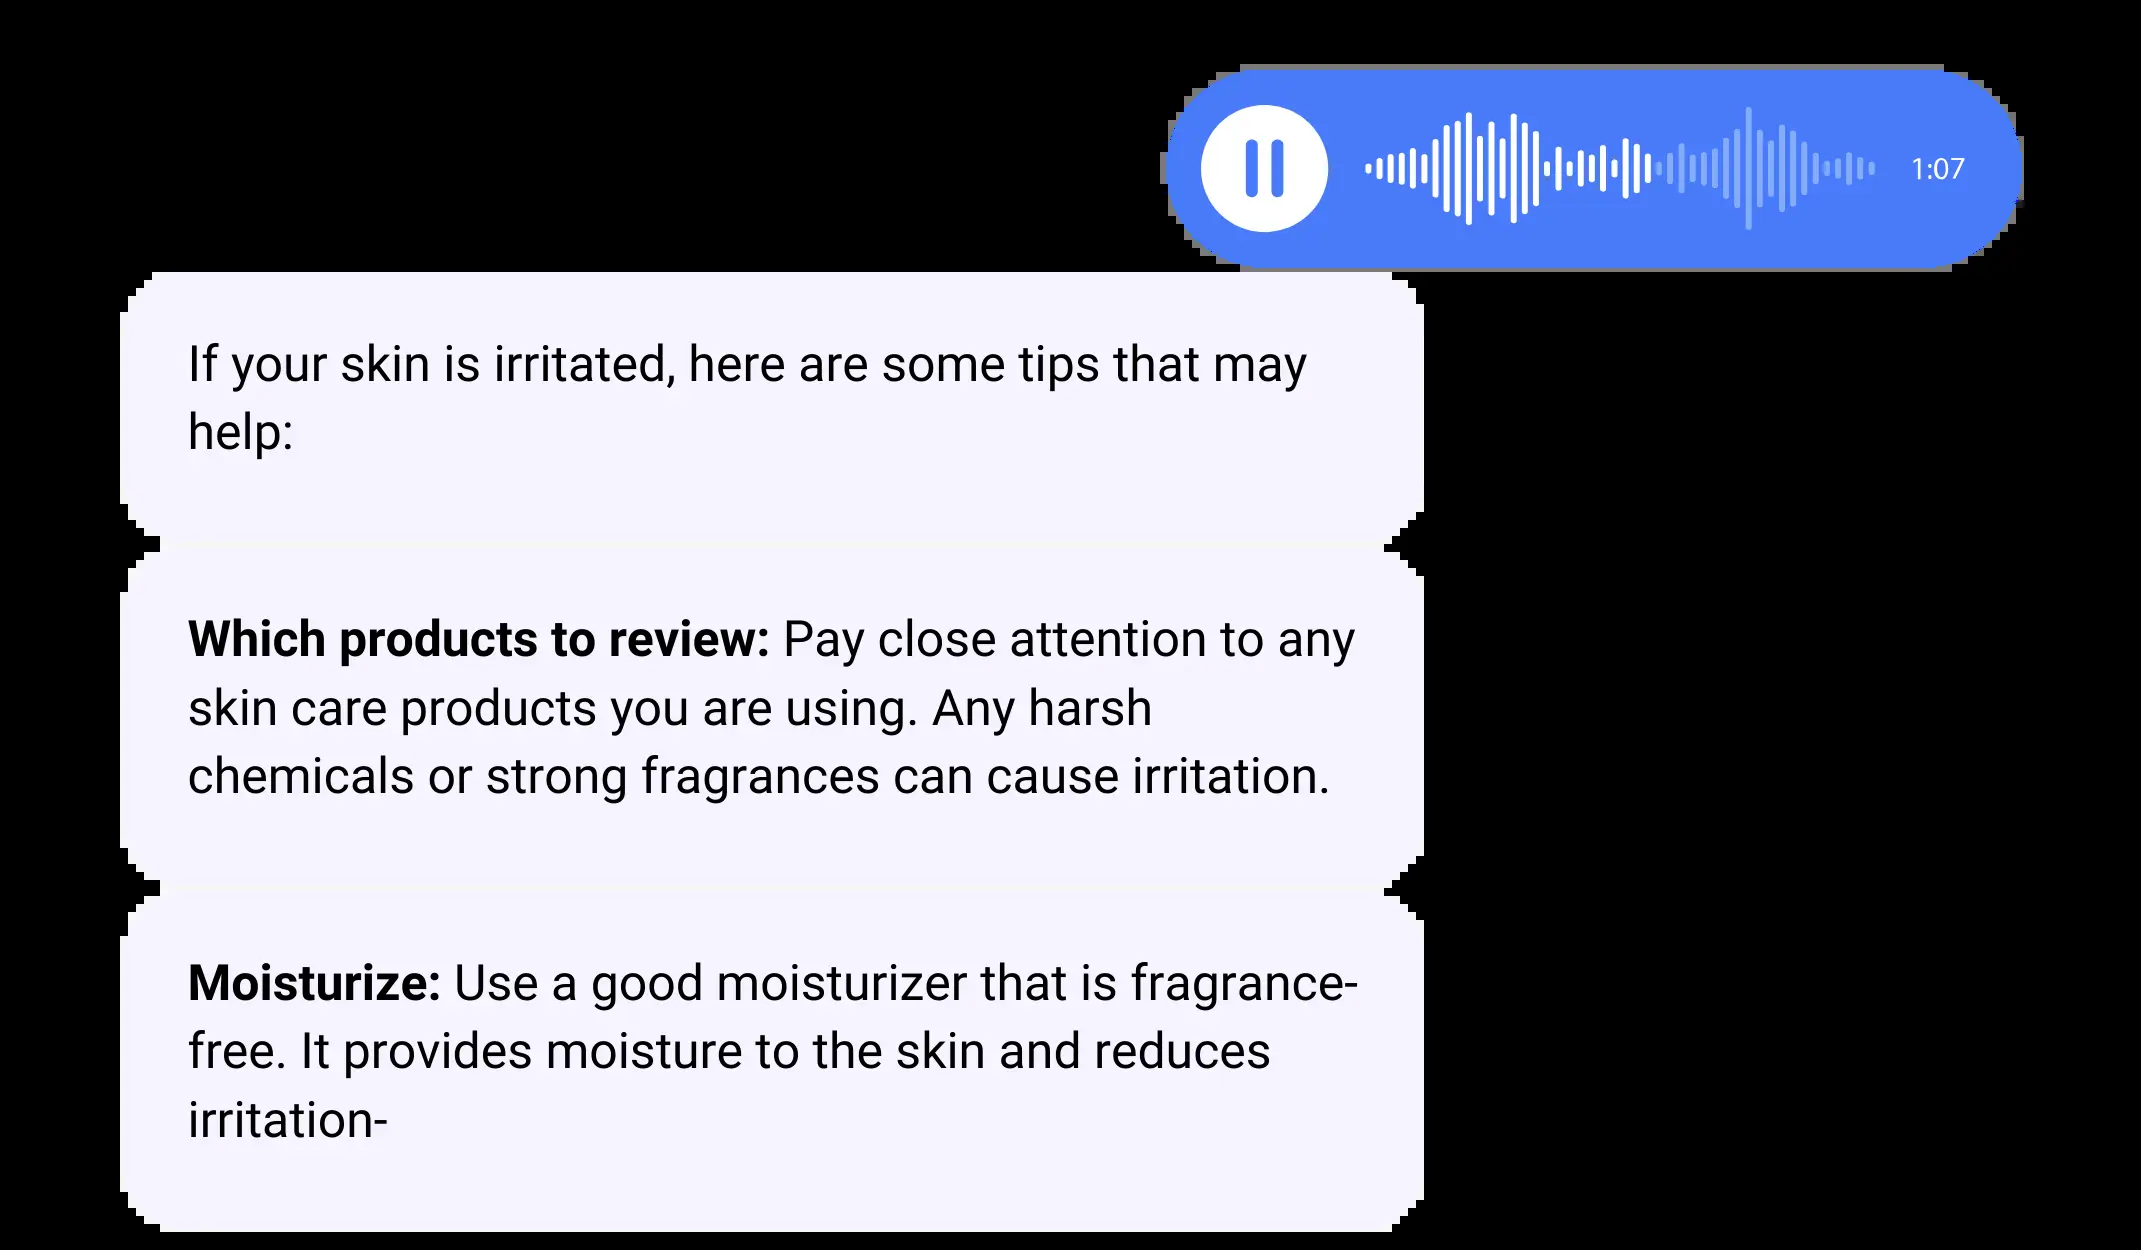 1:07
If your skin is irritated, here are some tips that may
help:
Which products to review: Pay close attention to any
skin care products you are using. Any harsh
chemicals or strong fragrances can cause irritation.
Moisturize: Use a good moisturizer that is fragrance-
free. It provides moisture to the skin and reduces
irritation-